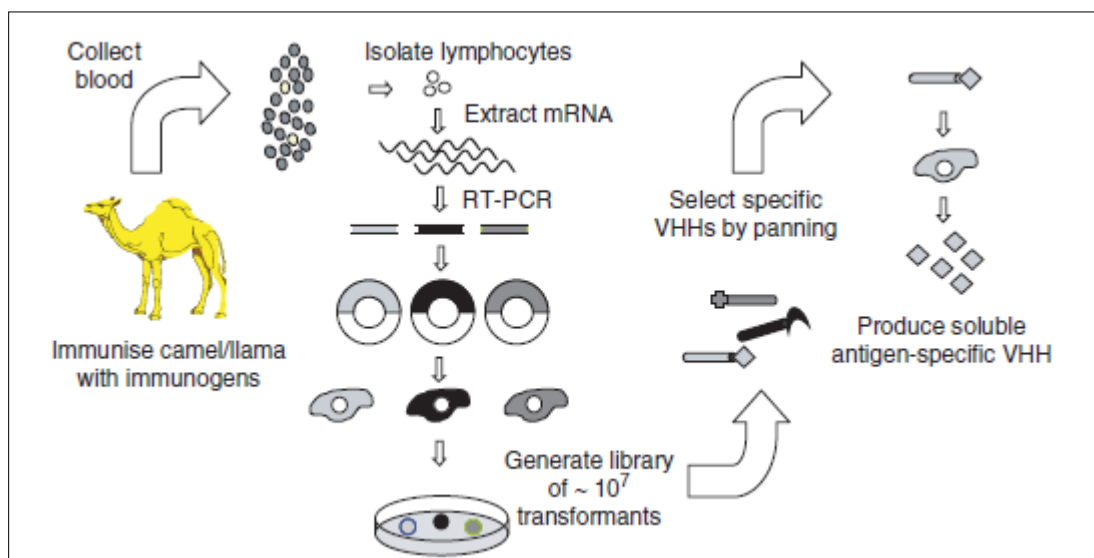 Collect
blood
Isolate lymphocytes
Extract mRNA
RT-PCR
Immunise camel/llama
with immunogens
Generate library
of ~ 10⁷
transformants
Select specific
VHHs by panning
Produce soluble
antigen-specific VHH